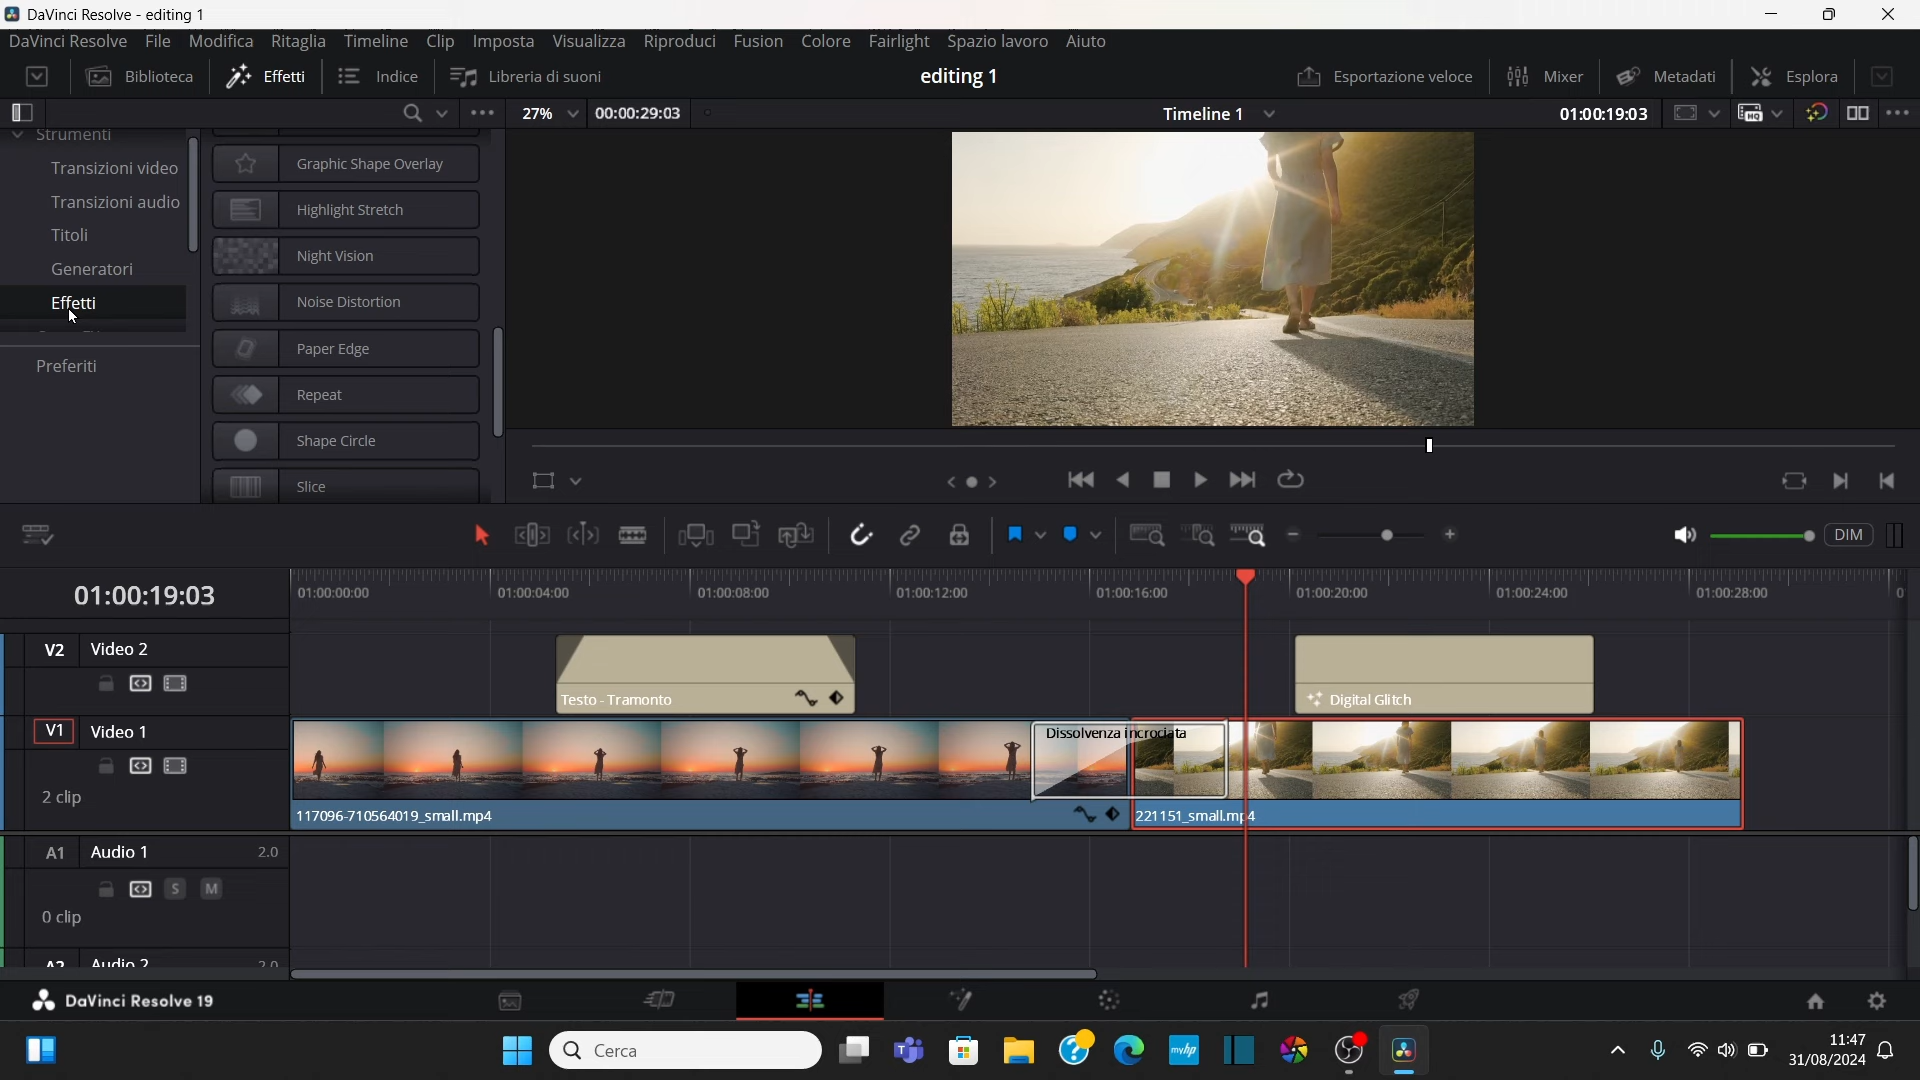 DaVinci Resolve - editing 1
DaVinci Resolve File Modifica Ritaglia Timeline Clip Imposta Visualizza Riproduci Fusion Colore Fairlight Spazio lavoro Aiuto
Biblioteca Effetti Indice Libreria di suoni editing 1 Esportazione veloce Mixer Metadati Esplora
27% 00:00:29:03 Timeline 1 01:00:19:03 HQ
Strumenti
Transizioni video
Transizioni audio
Titoli
Generatori
Effetti
Preferiti
Graphic Shape Overlay
Highlight Stretch
Night Vision
Noise Distortion
Paper Edge
Repeat
Shape Circle
Slice
DIM
01:00:19:03
01:00:00:00 01:00:04:00 01:00:08:00 01:00:12:00 01:00:16:00 01:00:20:00 01:00:24:00 01:00:28:00 0
V2 Video 2
Testo - Tramonto
Digital Glitch
V1 Video 1
2 clip
Dissolvenza incrociata
117096-710564019_small.mp4
221151_small.mp4
A1 Audio 1 2.0
S M
0 clip
A2 Audio 2 2.0
DaVinci Resolve 19
Cerca
myhp
11:47
31/08/2024